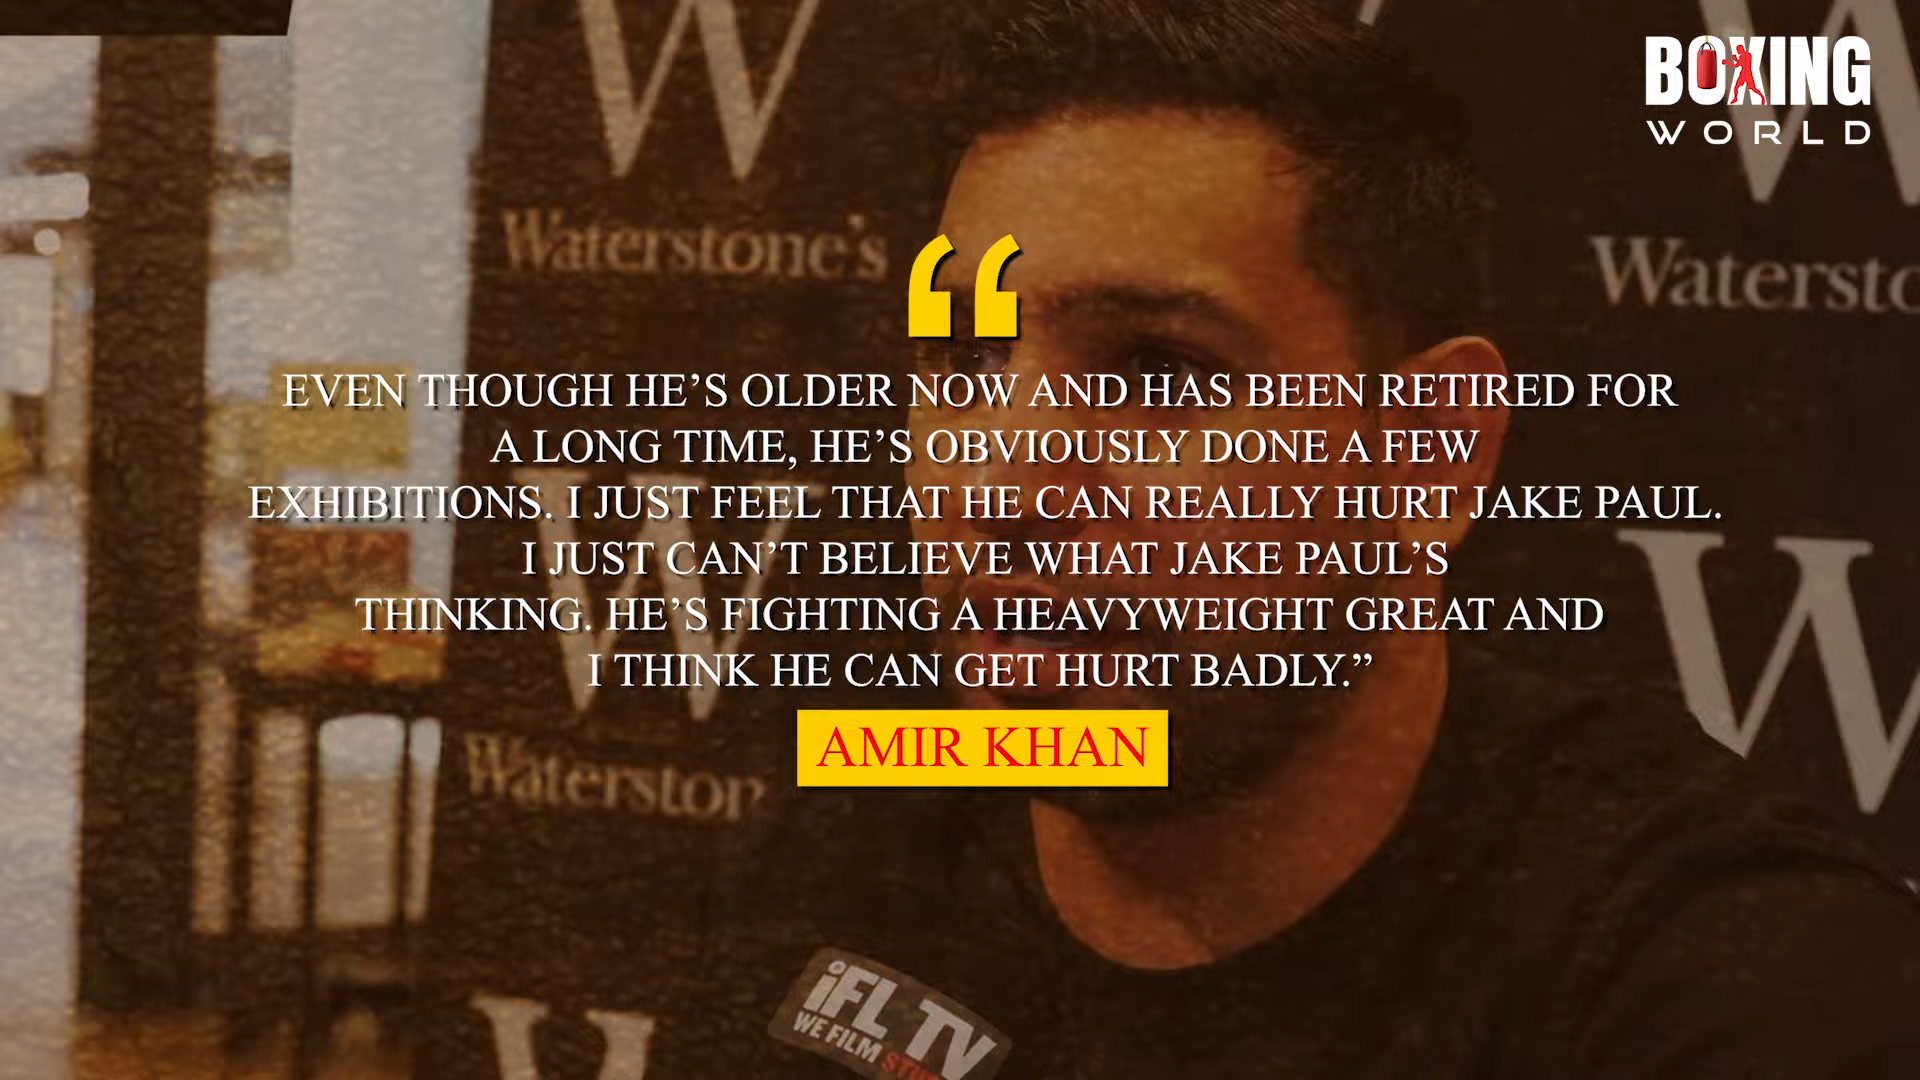 BOXING
WORLD
W
Waterstone's
Watersto
“
EVEN THOUGH HE’S OLDER NOW AND HAS BEEN RETIRED FOR
A LONG TIME, HE’S OBVIOUSLY DONE A FEW
EXHIBITIONS. I JUST FEEL THAT HE CAN REALLY HURT JAKE PAUL.
I JUST CAN’T BELIEVE WHAT JAKE PAUL’S
THINKING. HE’S FIGHTING A HEAVYWEIGHT GREAT AND
I THINK HE CAN GET HURT BADLY.”
W
W
AMIR KHAN
Waterston
iFL TV
WE FILM